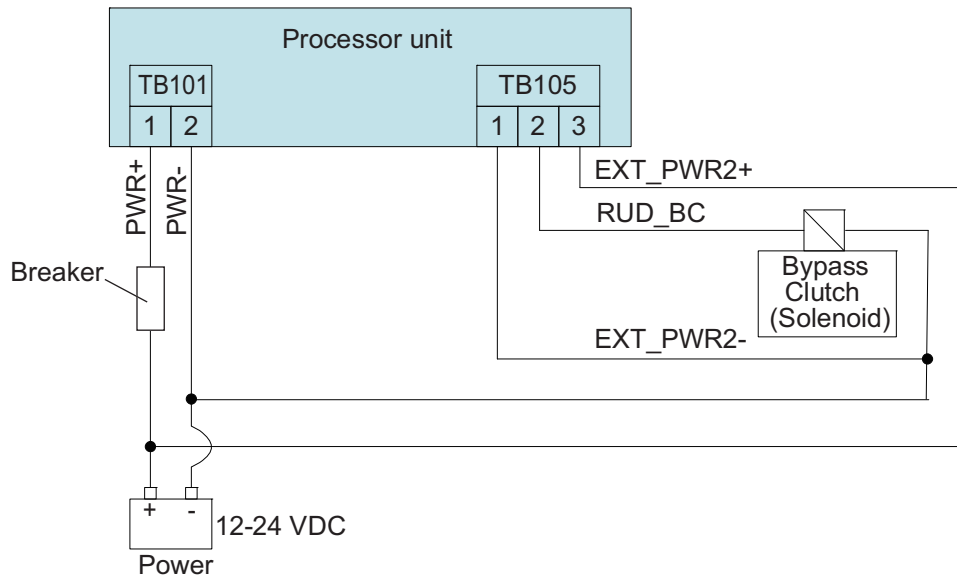 Processor unit
TB101
TB105
1 2
1 2 3
PWR+
PWR-
EXT_PWR2+
RUD_BC
Breaker
Bypass
Clutch
(Solenoid)
EXT_PWR2-
+ -
12-24 VDC
Power